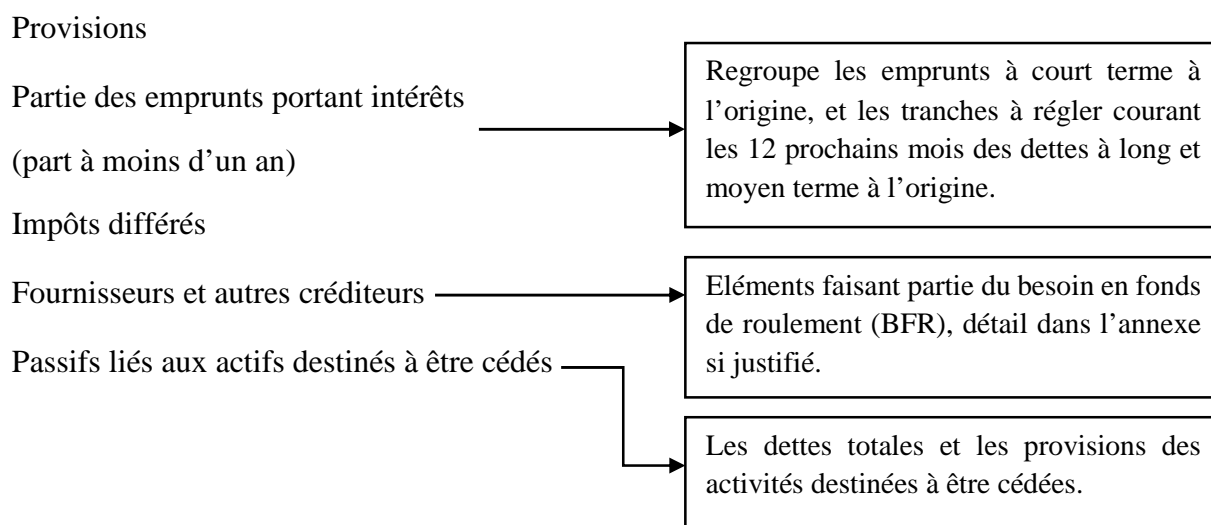 Provisions
Partie des emprunts portant intérêts
(part à moins d’un an)
Regroupe les emprunts à court terme à
l’origine, et les tranches à régler courant
les 12 prochains mois des dettes à long et
moyen terme à l’origine.
Impôts différés
Fournisseurs et autres créditeurs
Eléments faisant partie du besoin en fonds
de roulement (BFR), détail dans l’annexe
si justifié.
Passifs liés aux actifs destinés à être cédés
Les dettes totales et les provisions des
activités destinées à être cédées.